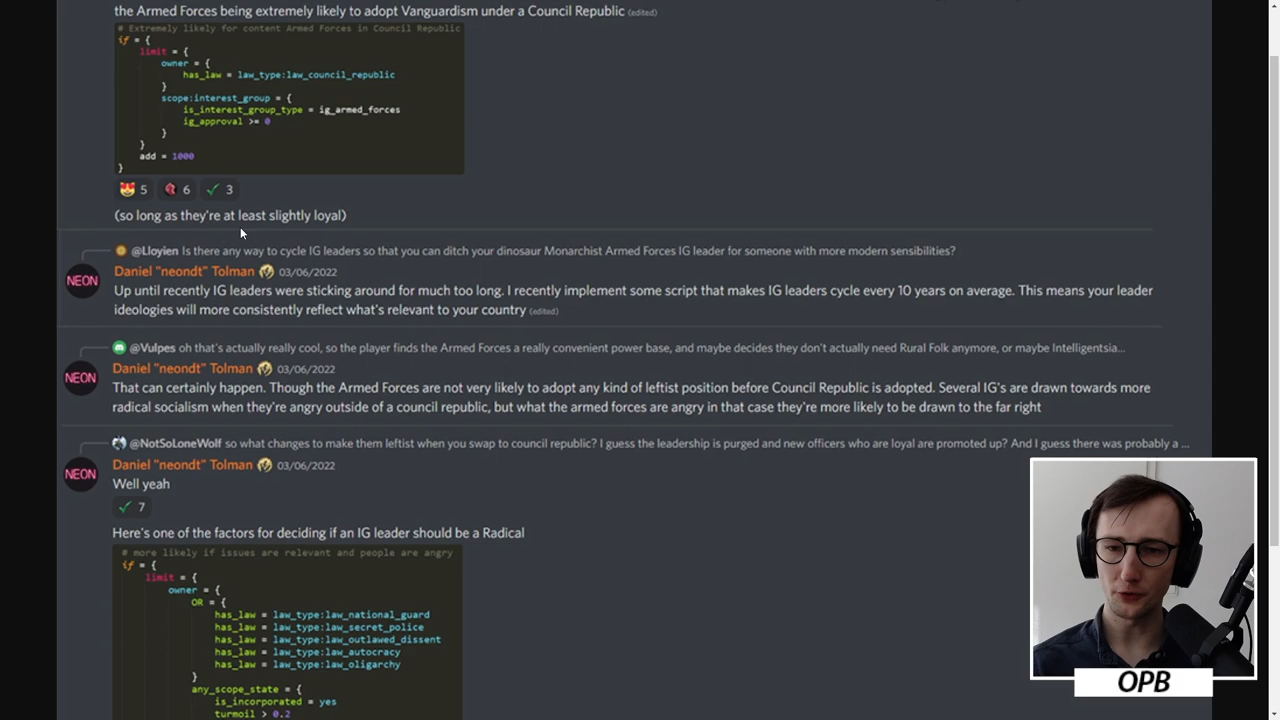 the Armed Forces being extremely likely to adopt Vanguardism under a Council Republic (edited)
# Extremely likely for content Armed Forces in Council Republic
if = {
limit = {
owner = {
has_law = law_type:law_council_republic
}
scope:interest_group = {
is_interest_group_type = ig_armed_forces
ig_approval >= 0
}
}
add = 1000
}
5 6 3
(so long as they're at least slightly loyal)
@Lloyien Is there any way to cycle IG leaders so that you can ditch your dinosaur Monarchist Armed Forces IG leader for someone with more modern sensibilities?
NEON
Daniel "neondt" Tolman 03/06/2022
Up until recently IG leaders were sticking around for much too long. I recently implement some script that makes IG leaders cycle every 10 years on average. This means your leader
ideologies will more consistently reflect what's relevant to your country (edited)
@Vulpes oh that's actually really cool, so the player finds the Armed Forces a really convenient power base, and maybe decides they don't actually need Rural Folk anymore, or maybe Intelligentsia...
NEON
Daniel "neondt" Tolman 03/06/2022
That can certainly happen. Though the Armed Forces are not very likely to adopt any kind of leftist position before Council Republic is adopted. Several IG's are drawn towards more
radical socialism when they're angry outside of a council republic, but what the armed forces are angry in that case they're more likely to be drawn to the far right
@NotSoLoneWolf so what changes to make them leftist when you swap to council republic? I guess the leadership is purged and new officers who are loyal are promoted up? And I guess there was probably a ...
NEON
Daniel "neondt" Tolman 03/06/2022
Well yeah
7
Here's one of the factors for deciding if an IG leader should be a Radical
# more likely if issues are relevant and people are angry
if = {
limit = {
owner = {
OR = {
has_law = law_type:law_national_guard
has_law = law_type:law_secret_police
has_law = law_type:law_outlawed_dissent
has_law = law_type:law_autocracy
has_law = law_type:law_oligarchy
}
any_scope_state = {
is_incorporated = yes
turmoil > 0.2
OPB